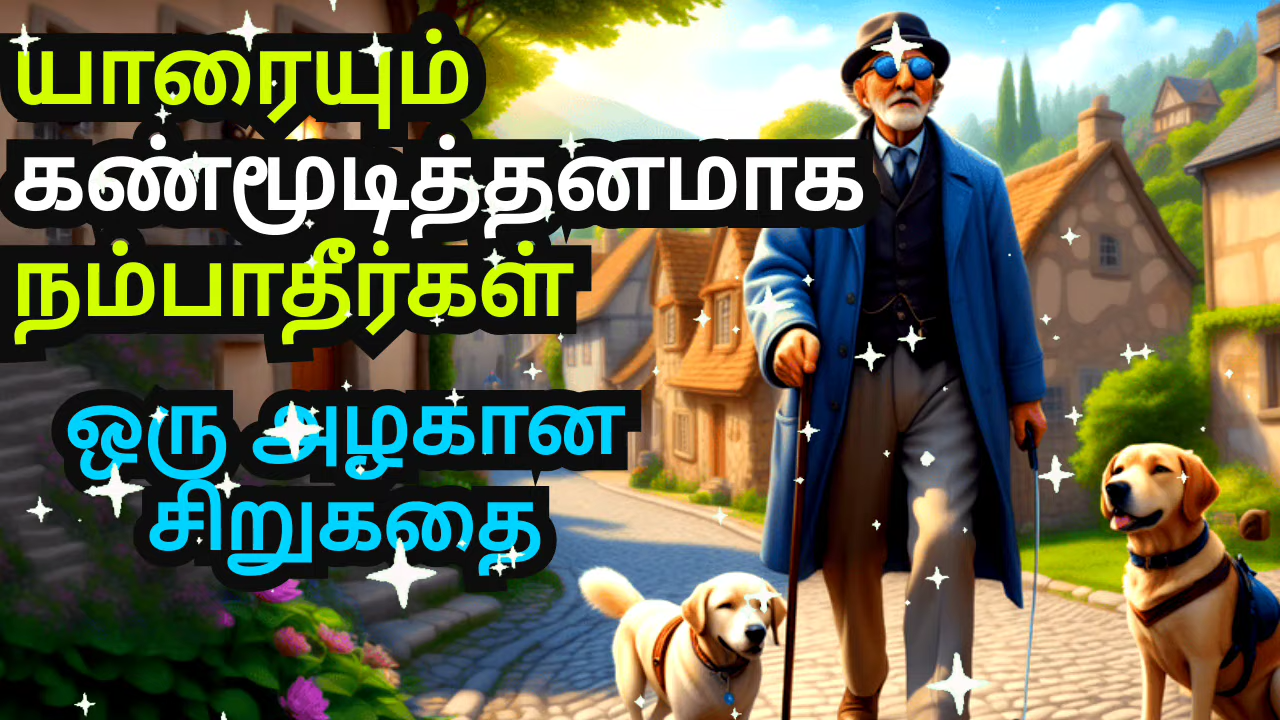 யாரையும்
கண்மூடித்தனமாக
நம்பாதீர்கள்
ஒரு அழகான
சிறுகதை